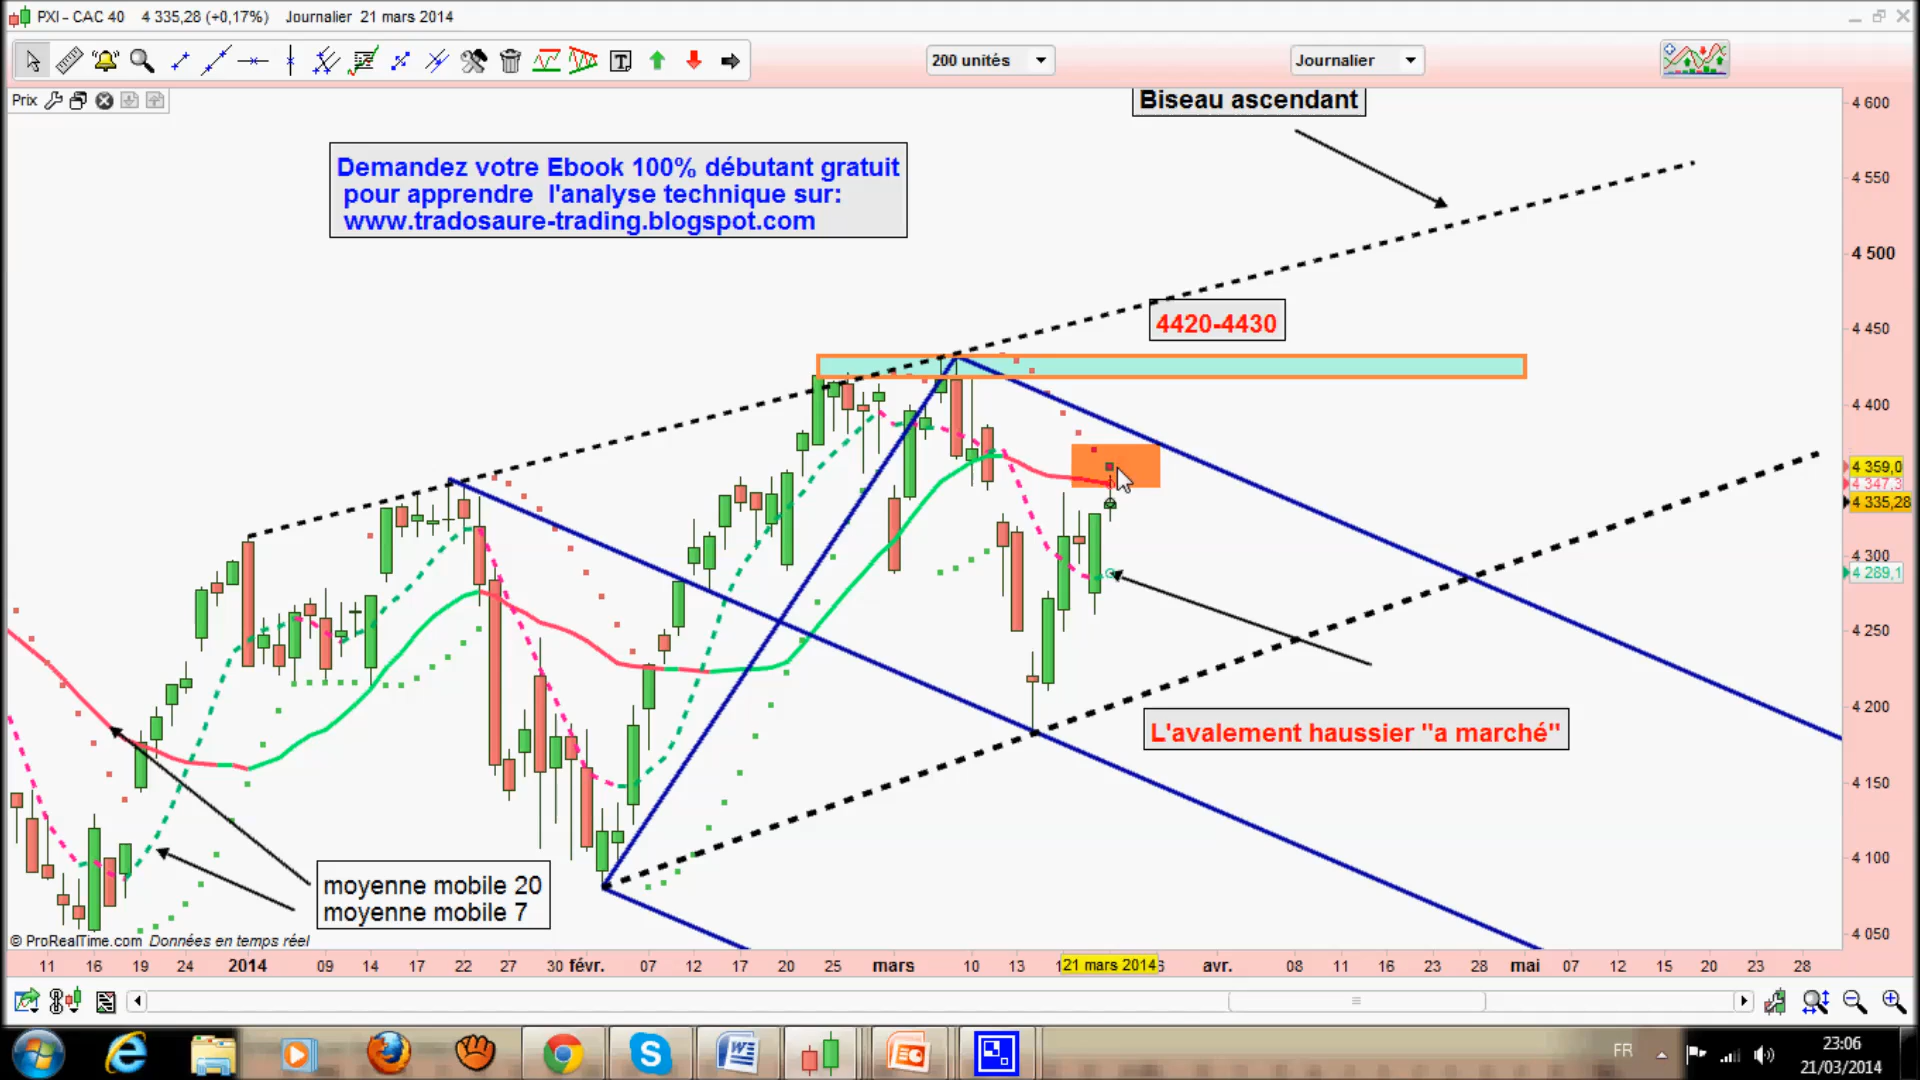 PXI - CAC 40 4 335,28 (+0,17%) Journalier 21 mars 2014
200 unités
Journalier
Prix
Biseau ascendant
Demandez votre Ebook 100% débutant gratuit
pour apprendre l'analyse technique sur:
www.tradosaure-trading.blogspot.com
4420-4430
L'avalement haussier "a marché"
moyenne mobile 20
moyenne mobile 7
4 600
4 550
4 500
4 450
4 400
4 359,0
4 347,3
4 335,28
4 300
4 289,1
4 250
4 200
4 150
4 100
4 050
© ProRealTime.com Données en temps réel
11 16 19 24 2014 09 14 17 22 27 30 févr. 07 12 17 20 25 mars 10 13 21 mars 2014 avr. 08 11 16 23 28 mai 07 12 15 20 23 28
FR
23:06
21/03/2014